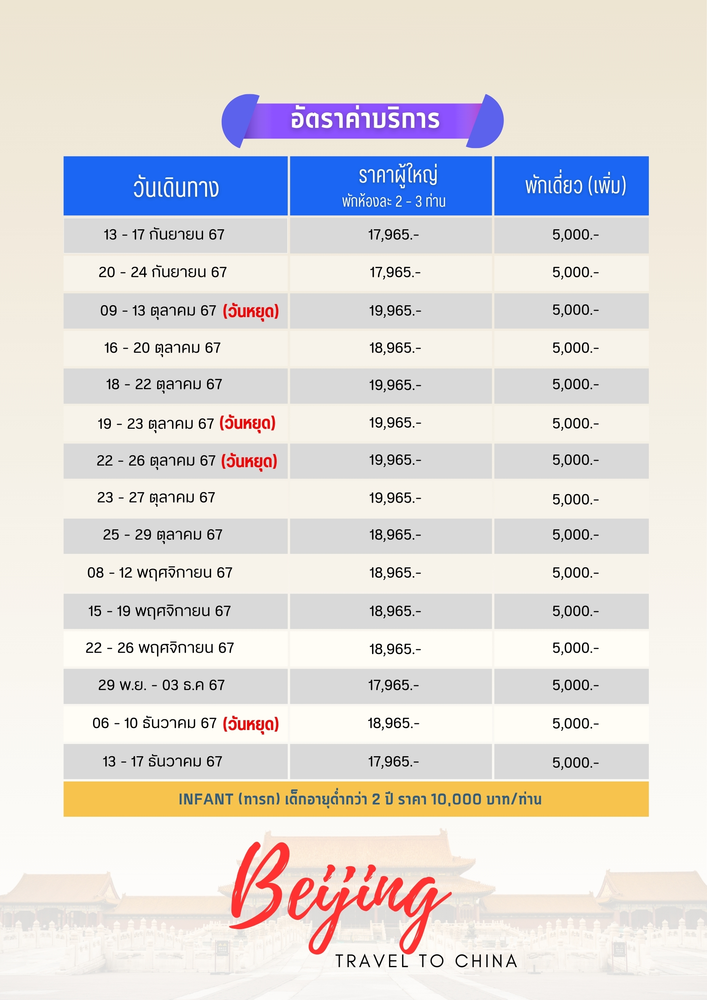 อัตราค่าบริการ
วันเดินทาง ราคาผู้ใหญ่ พักเดี่ยว (เพิ่ม)
พักห้องละ 2 - 3 ท่าน
13 - 17 กันยายน 67 17,965.- 5,000.-
20 - 24 กันยายน 67 17,965.- 5,000.-
09 - 13 ตุลาคม 67 (วันหยุด) 19,965.- 5,000.-
16 - 20 ตุลาคม 67 18,965.- 5,000.-
18 - 22 ตุลาคม 67 19,965.- 5,000.-
19 - 23 ตุลาคม 67 (วันหยุด) 19,965.- 5,000.-
22 - 26 ตุลาคม 67 (วันหยุด) 19,965.- 5,000.-
23 - 27 ตุลาคม 67 19,965.- 5,000.-
25 - 29 ตุลาคม 67 18,965.- 5,000.-
08 - 12 พฤศจิกายน 67 18,965.- 5,000.-
15 - 19 พฤศจิกายน 67 18,965.- 5,000.-
22 - 26 พฤศจิกายน 67 18,965.- 5,000.-
29 พ.ย. - 03 ธ.ค 67 17,965.- 5,000.-
06 - 10 ธันวาคม 67 (วันหยุด) 18,965.- 5,000.-
13 - 17 ธันวาคม 67 17,965.- 5,000.-
INFANT (ทารก) เด็กอายุต่ำกว่า 2 ปี ราคา 10,000 บาท/ท่าน
Beijing
TRAVEL TO CHINA